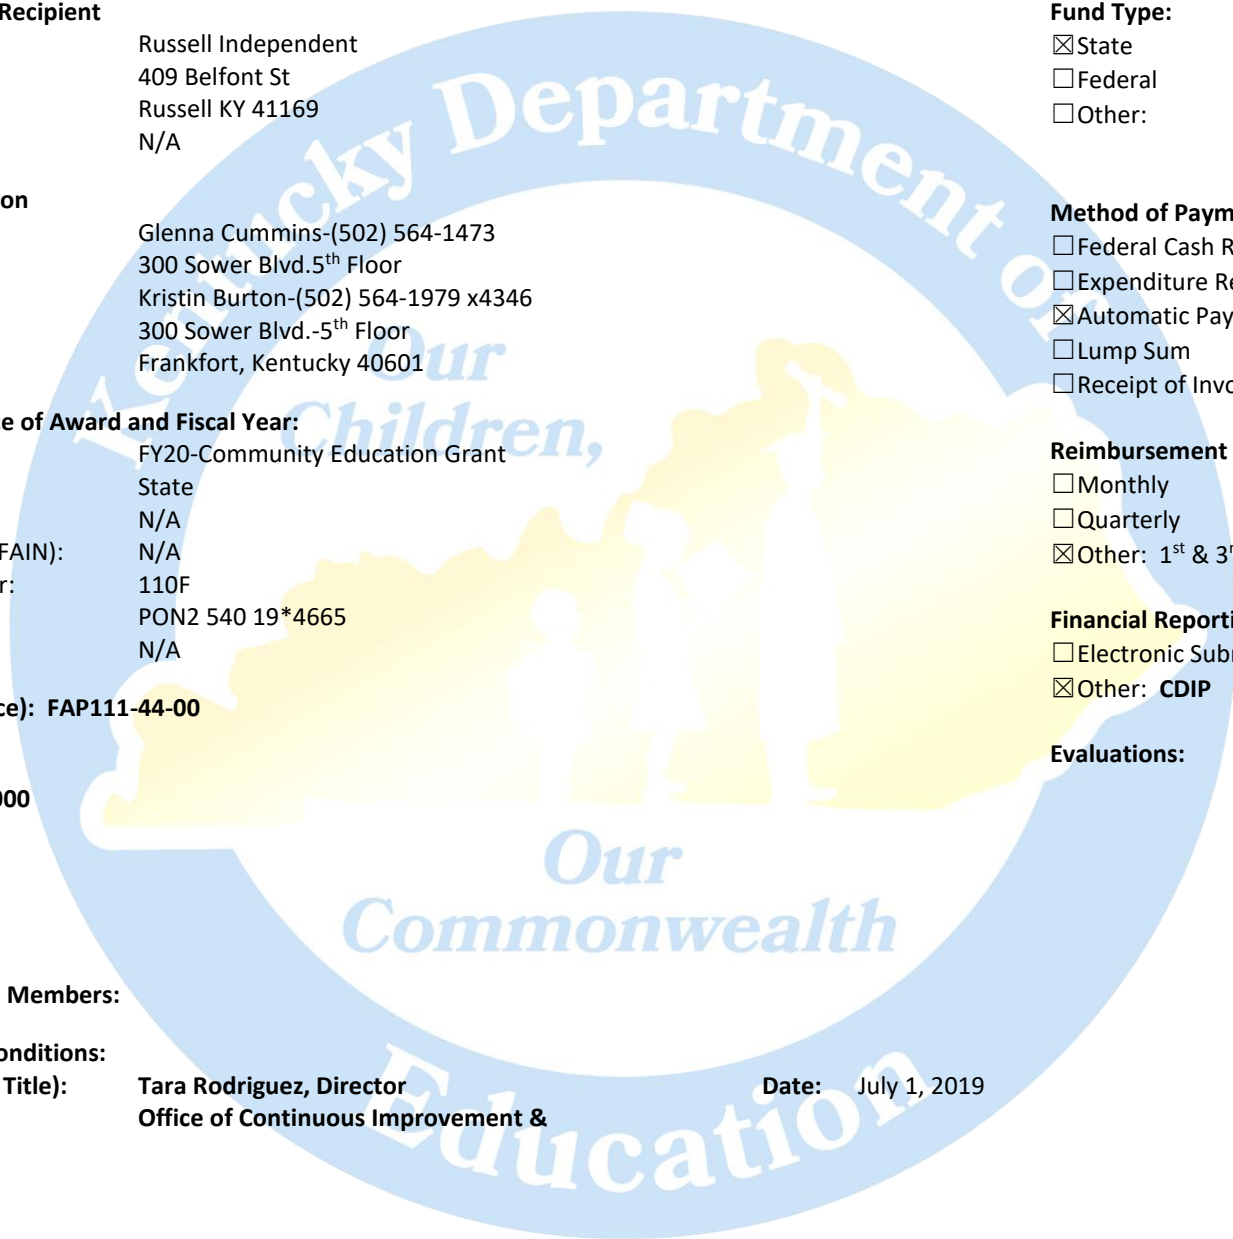 Recipient
Russell Independent
409 Belfont St
Russell KY 41169
N/A
on
Glenna Cummins-(502) 564-1473
300 Sower Blvd.5th Floor
Kristin Burton-(502) 564-1979 x4346
300 Sower Blvd.-5th Floor
Frankfort, Kentucky 40601
e of Award and Fiscal Year:
FY20-Community Education Grant
State
N/A
FAIN): N/A
r: 110F
PON2 540 19*4665
N/A
ce): FAP111-44-00
000
Members:
onditions:
Title): Tara Rodriguez, Director Date: July 1, 2019
Office of Continuous Improvement &
Fund Type:
☒State
☐Federal
☐Other:
Method of Paym
☐Federal Cash R
☐Expenditure Re
☒Automatic Pay
☐Lump Sum
☐Receipt of Invo
Reimbursement
☐Monthly
☐Quarterly
☒Other: 1st & 3r
Financial Reporti
☐Electronic Sub
☒Other: CDIP
Evaluations:
Kentucky Department of
Education
Our
Children,
Our
Commonwealth